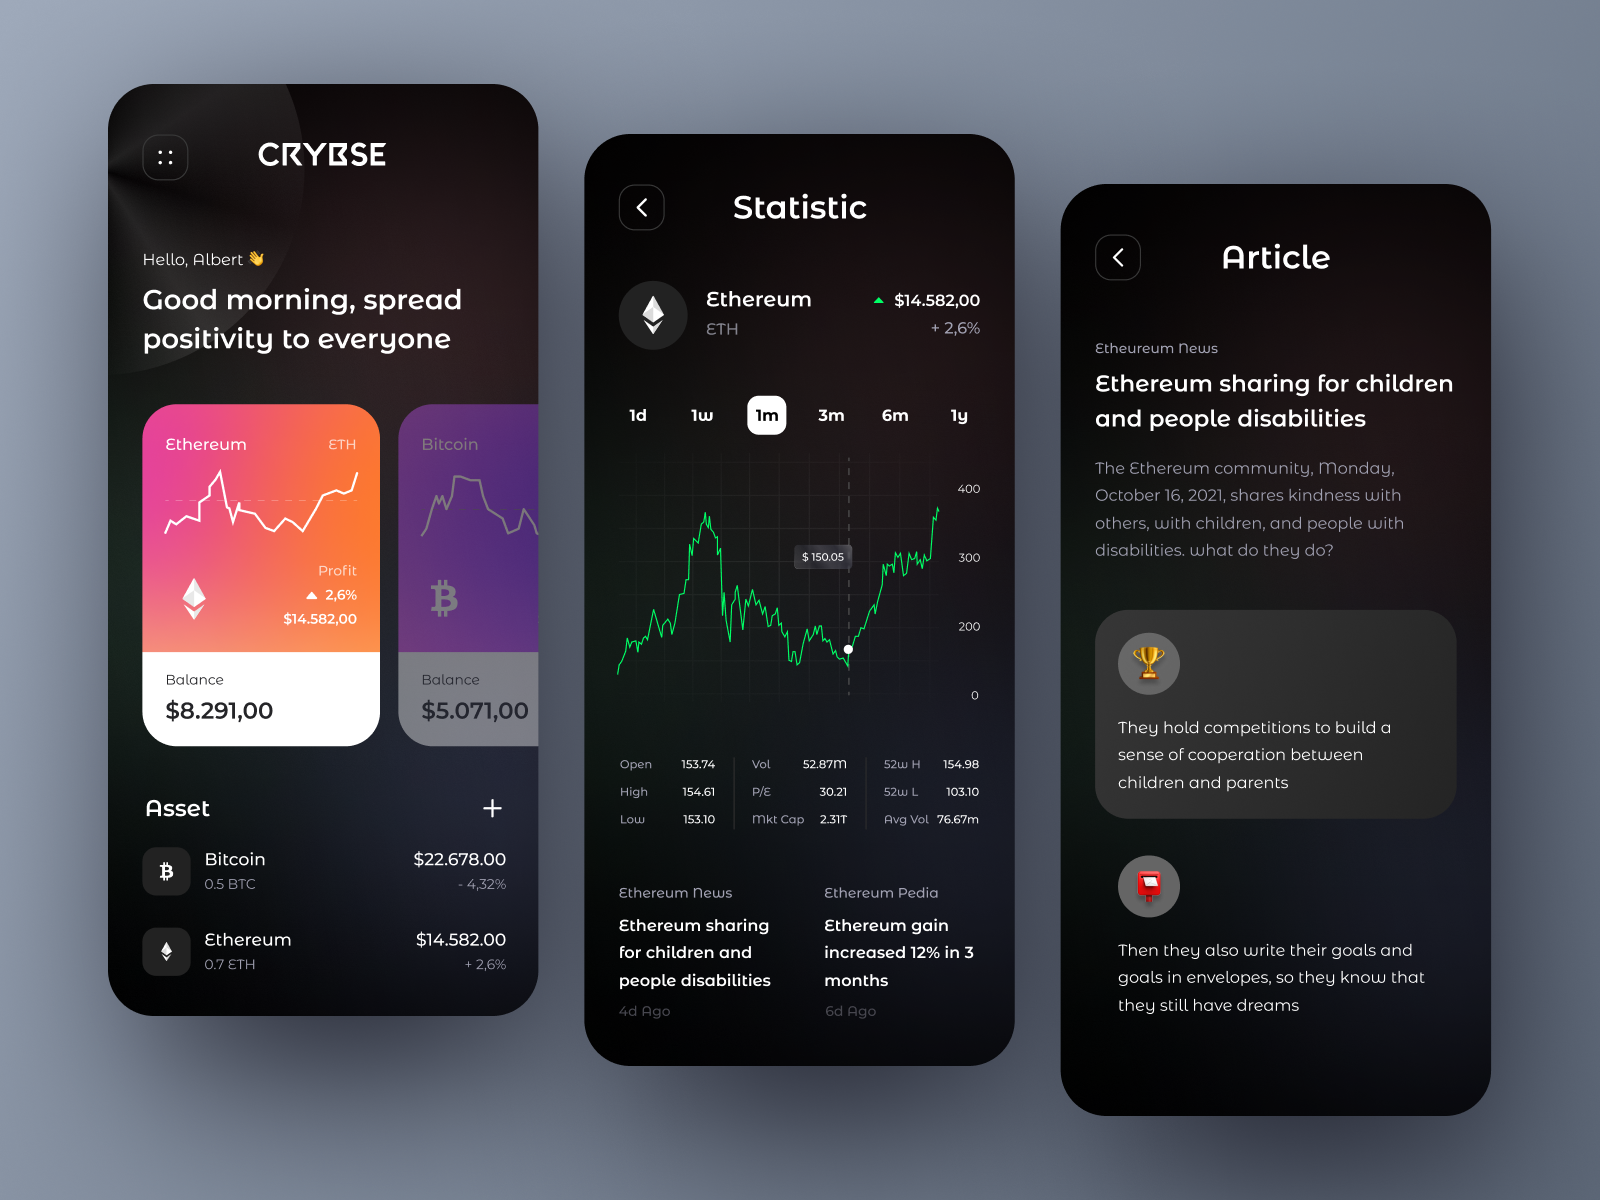 CRYBSE
Hello, Albert 👋
Good morning, spread
positivity to everyone
Ethereum ETH
Profit
2,6%
$14.582,00
Balance
$8.291,00
Bitcoin
Balance
$5.071,00
Asset
Bitcoin $22.678.00
0.5 BTC - 4,32%
Ethereum $14.582.00
0.7 ETH + 2,6%
Statistic
Ethereum $14.582,00
ETH + 2,6%
1d 1w 1m 3m 6m 1y
400
$ 150.05
300
200
0
Open 153.74 Vol 52.87M 52w H 154.98
High 154.61 P/E 30.21 52w L 103.10
Low 153.10 Mkt Cap 2.31T Avg Vol 76.67m
Ethereum News
Ethereum sharing
for children and
people disabilities
4d Ago
Ethereum Pedia
Ethereum gain
increased 12% in 3
months
6d Ago
Article
Etheureum News
Ethereum sharing for children
and people disabilities
The Ethereum community, Monday,
October 16, 2021, shares kindness with
others, with children, and people with
disabilities. what do they do?
They hold competitions to build a
sense of cooperation between
children and parents
Then they also write their goals and
goals in envelopes, so they know that
they still have dreams